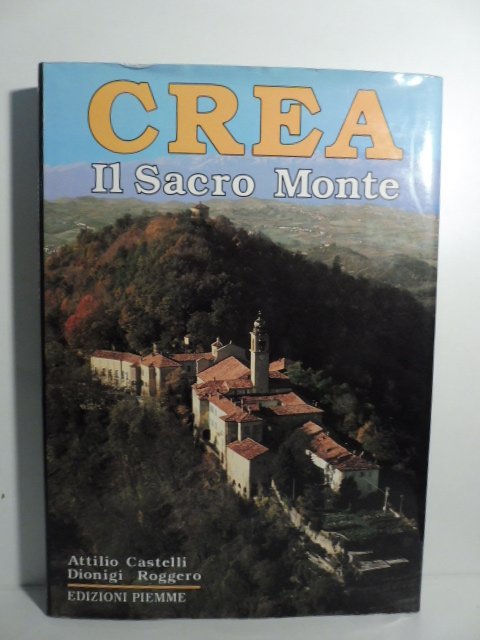 CREA
Il Sacro Monte
Attilio Castelli
Dionigi Roggero
EDIZIONI PIEMME